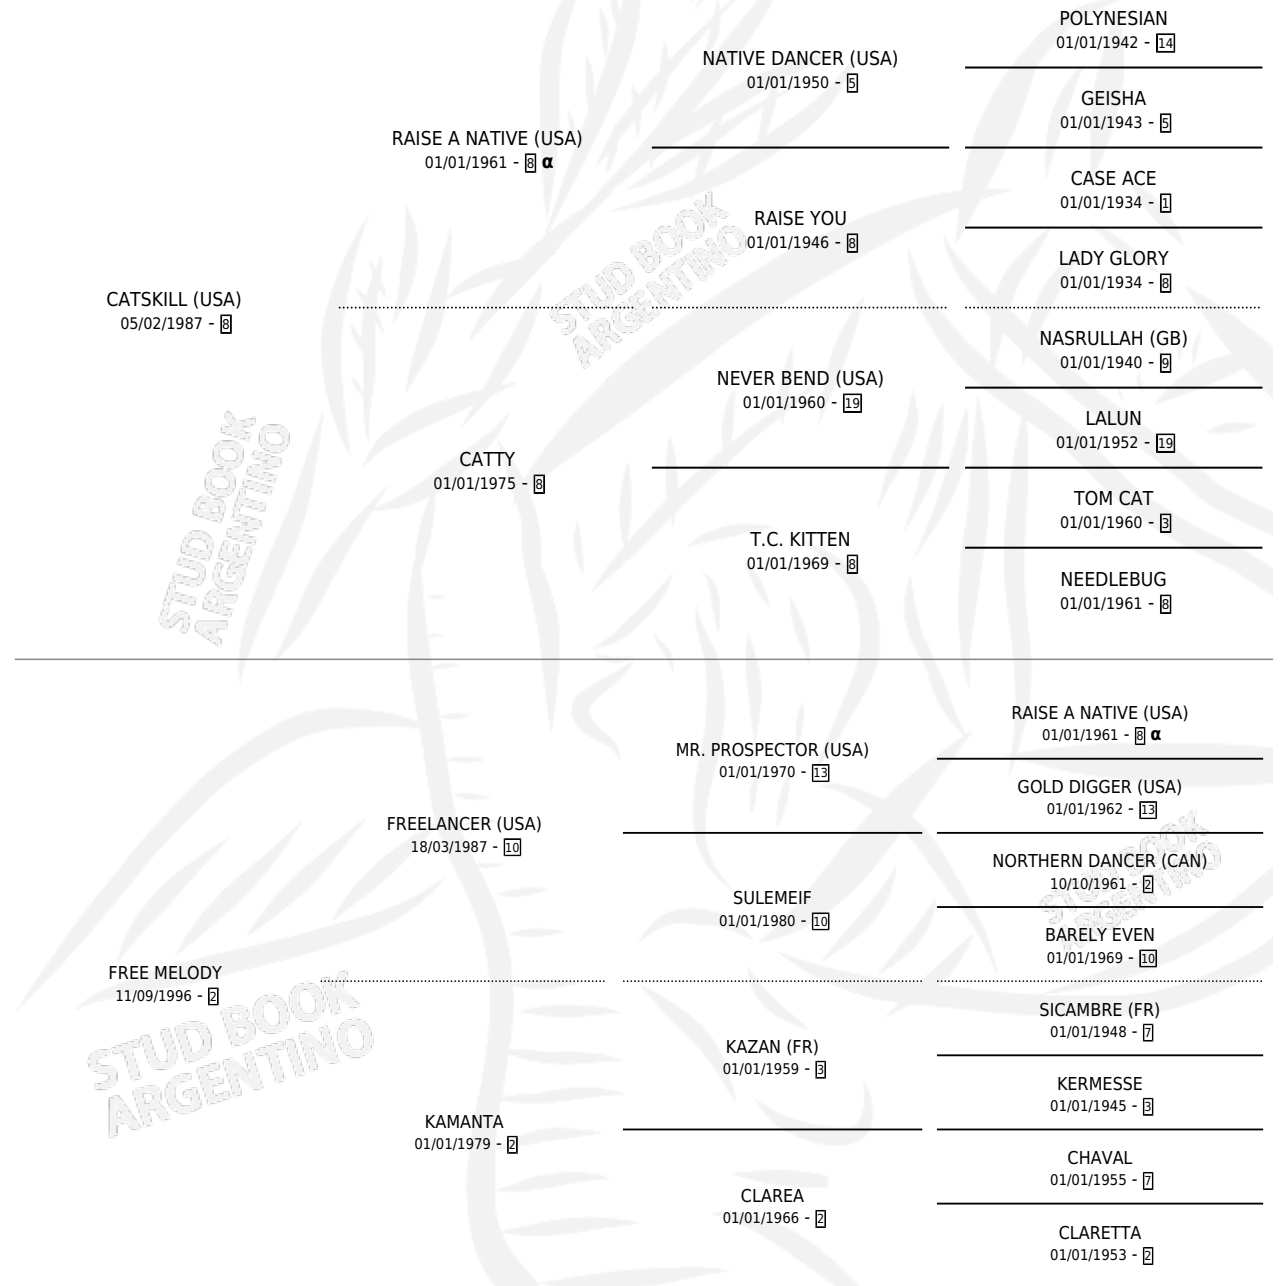 POLYNESIAN
01/01/1942 - 14
NATIVE DANCER (USA)
01/01/1950 - 5
GEISHA
01/01/1943 - 5
RAISE A NATIVE (USA)
01/01/1961 - 8 α
CASE ACE
01/01/1934 - 1
RAISE YOU
01/01/1946 - 8
LADY GLORY
01/01/1934 - 8
CATSKILL (USA)
05/02/1987 - 8
NASRULLAH (GB)
01/01/1940 - 9
NEVER BEND (USA)
01/01/1960 - 19
LALUN
01/01/1952 - 19
CATTY
01/01/1975 - 8
TOM CAT
01/01/1960 - 3
T.C. KITTEN
01/01/1969 - 8
NEEDLEBUG
01/01/1961 - 8
RAISE A NATIVE (USA)
01/01/1961 - 8 α
MR. PROSPECTOR (USA)
01/01/1970 - 13
GOLD DIGGER (USA)
01/01/1962 - 13
FREELANCER (USA)
18/03/1987 - 10
NORTHERN DANCER (CAN)
10/10/1961 - 2
SULEMEIF
01/01/1980 - 10
BARELY EVEN
01/01/1969 - 10
FREE MELODY
11/09/1996 - 2
SICAMBRE (FR)
01/01/1948 - 7
KAZAN (FR)
01/01/1959 - 3
KERMESSE
01/01/1945 - 3
KAMANTA
01/01/1979 - 2
CHAVAL
01/01/1955 - 7
CLAREA
01/01/1966 - 2
CLARETTA
01/01/1953 - 2
STUD BOOK
ARGENTINO
STUD BOOK
ARGENTINO
STUD BOOK
ARGENTINO
STUD BOOK
ARGENTINO